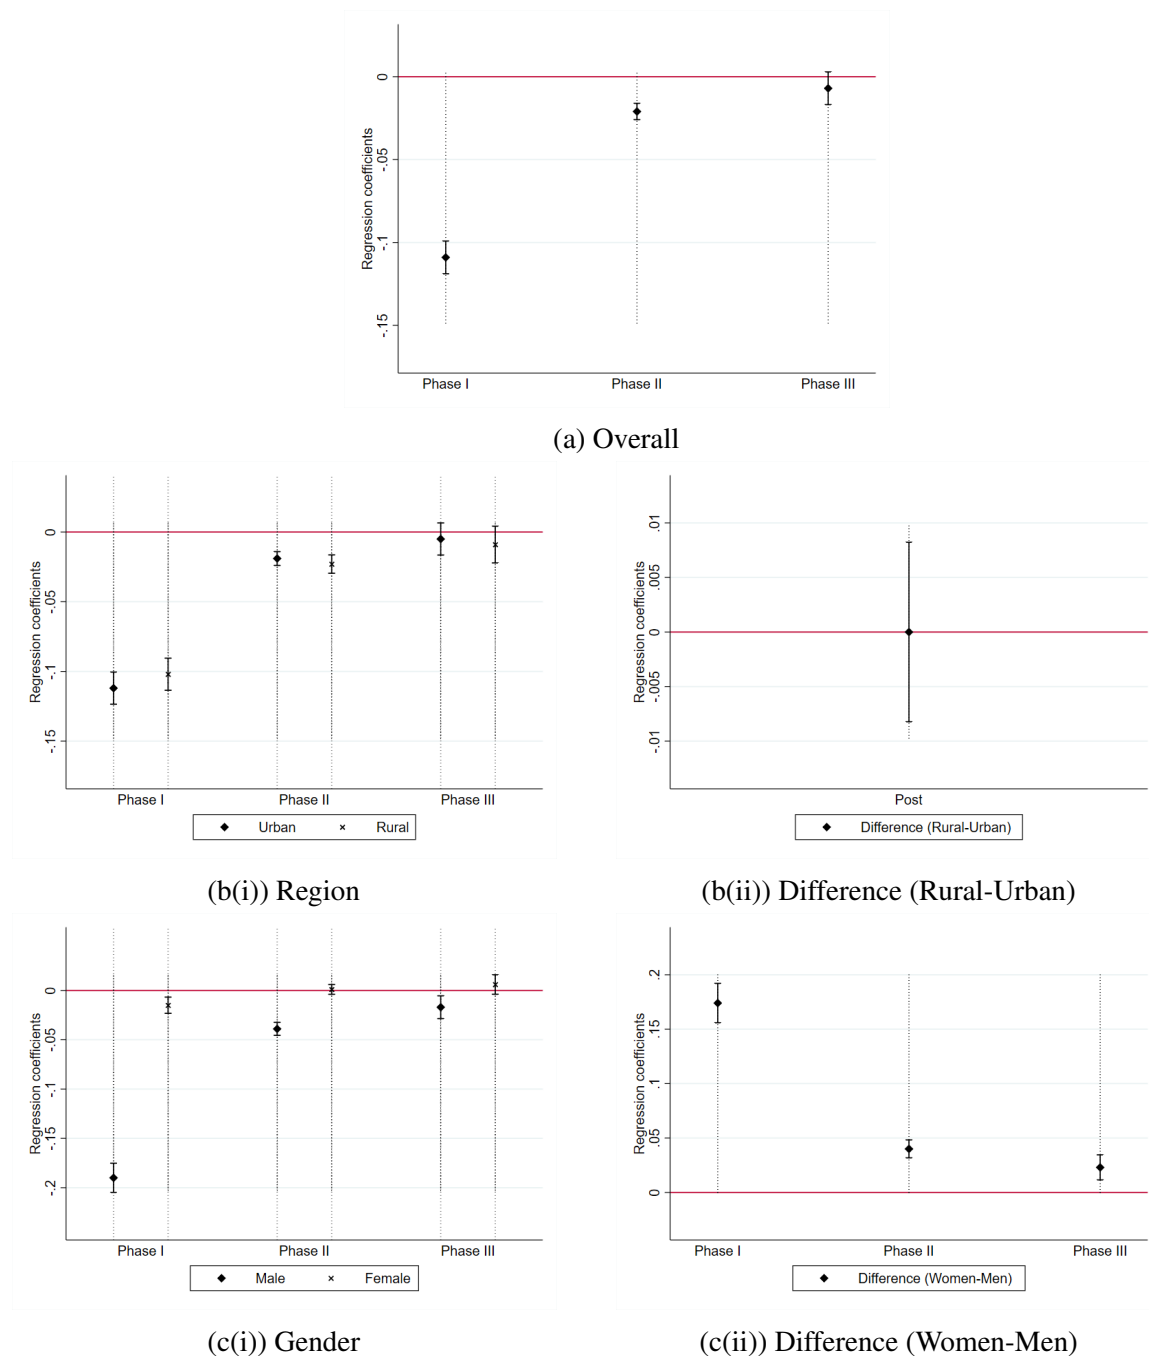 Regression coefficients
0
-.05
-.1
-.15
Phase I Phase II Phase III
(a) Overall
Regression coefficients
0
-.05
-.1
-.15
Phase I Phase II Phase III
Urban Rural
(b(i)) Region
Regression coefficients
.01
.005
0
-.005
-.01
Post
Difference (Rural-Urban)
(b(ii)) Difference (Rural-Urban)
Regression coefficients
0
-.05
-.1
-.15
-.2
Phase I Phase II Phase III
Male Female
(c(i)) Gender
Regression coefficients
.2
.15
.1
.05
0
Phase I Phase II Phase III
Difference (Women-Men)
(c(ii)) Difference (Women-Men)